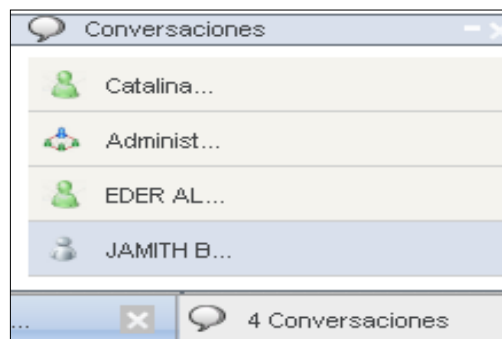 Conversaciones
Catalina...
Administ...
EDER AL...
JAMITH B...
...
4 Conversaciones